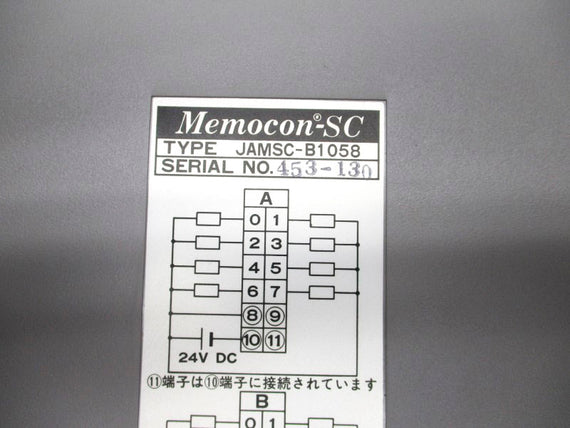 Memocon®-SC
TYPE JAMSC-B1058
SERIAL NO. 453-130
A
0 1
2 3
4 5
6 7
⑧ ⑨
⑩ ⑪
24V DC
⑪端子は⑩端子に接続されています
B
0 1